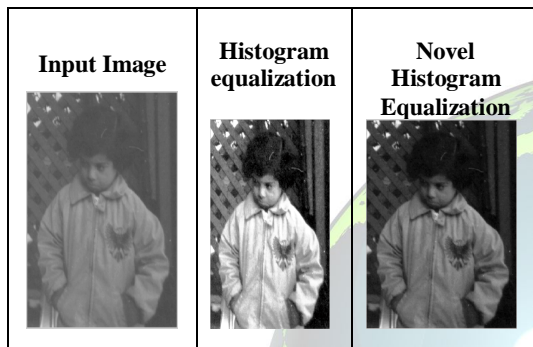 Input Image
Histogram
equalization
Novel
Histogram
Equalization